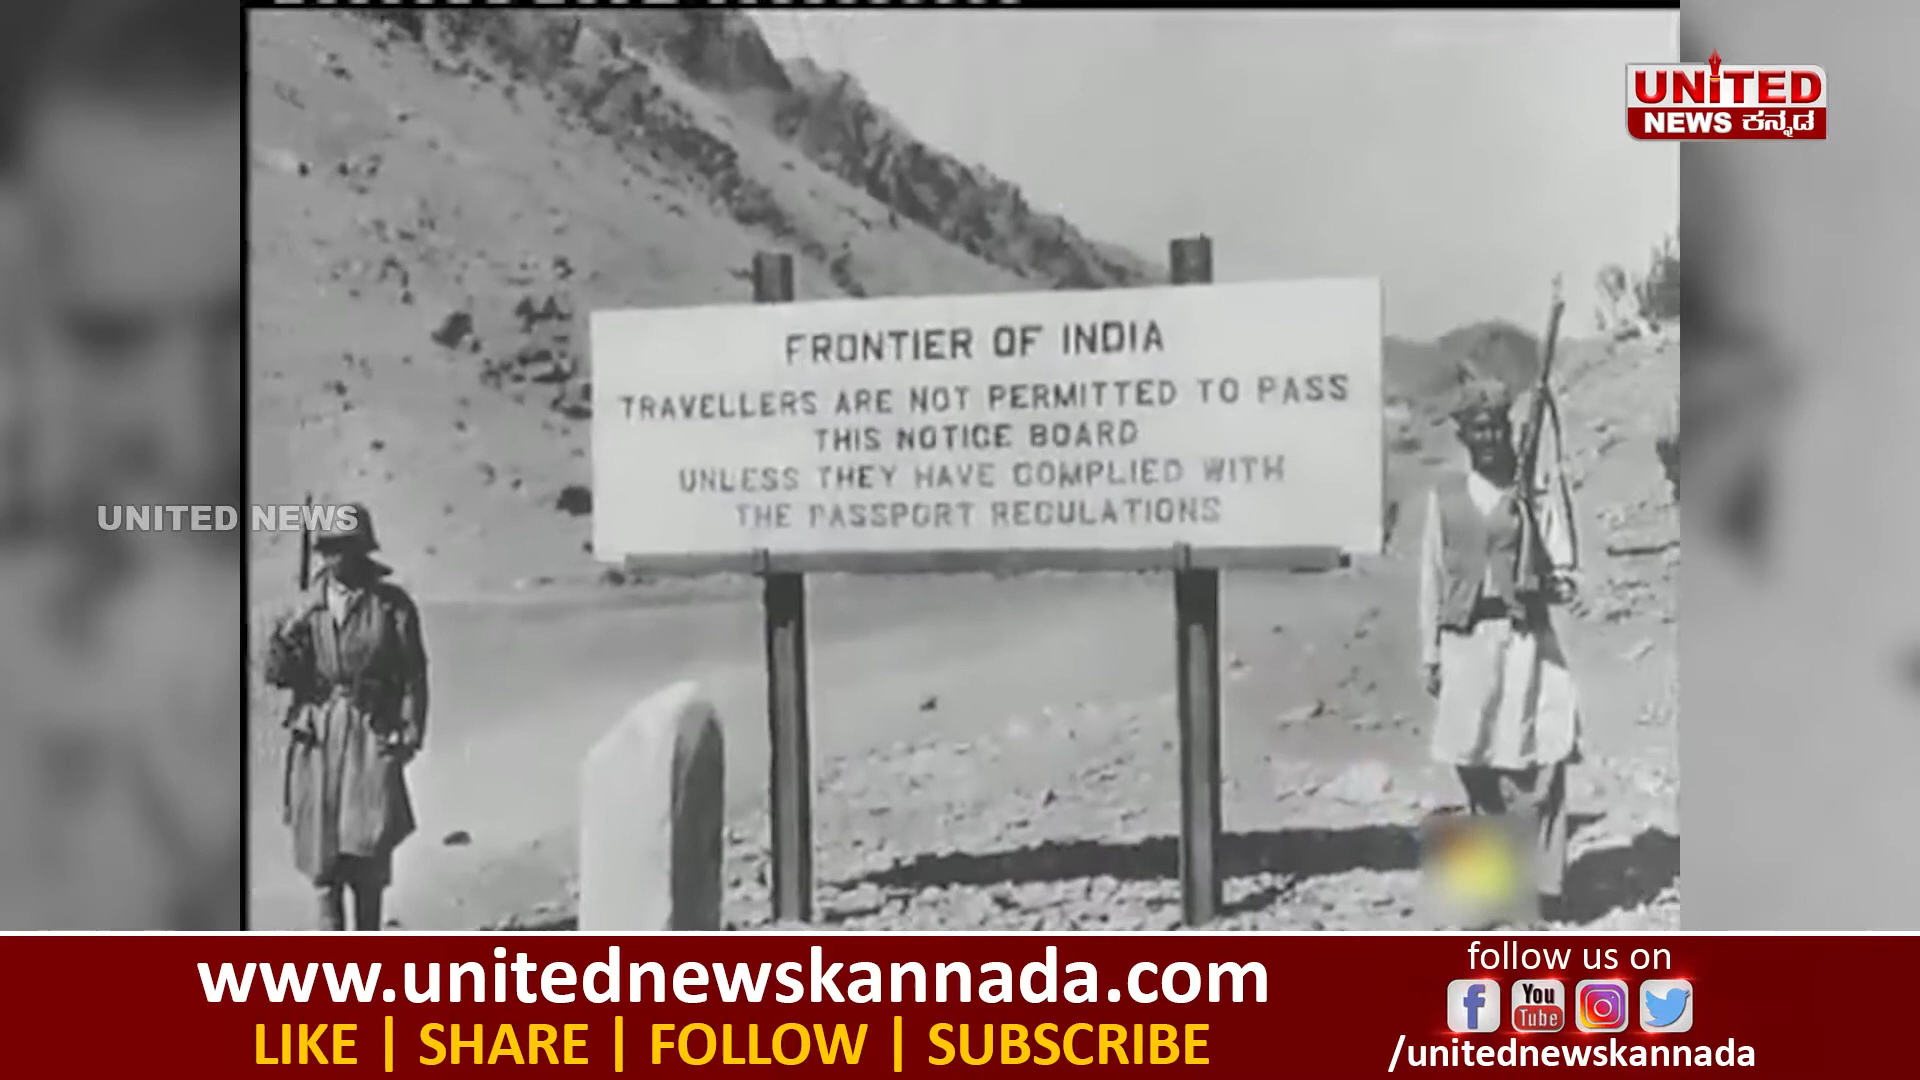 UNITED
NEWS ಕನ್ನಡ
FRONTIER OF INDIA
TRAVELLERS ARE NOT PERMITTED TO PASS
THIS NOTICE BOARD
UNLESS THEY HAVE COMPLIED WITH
THE PASSPORT REGULATIONS
UNITED NEWS
www.unitednewskannada.com
LIKE | SHARE | FOLLOW | SUBSCRIBE
follow us on
You
Tube
/unitednewskannada